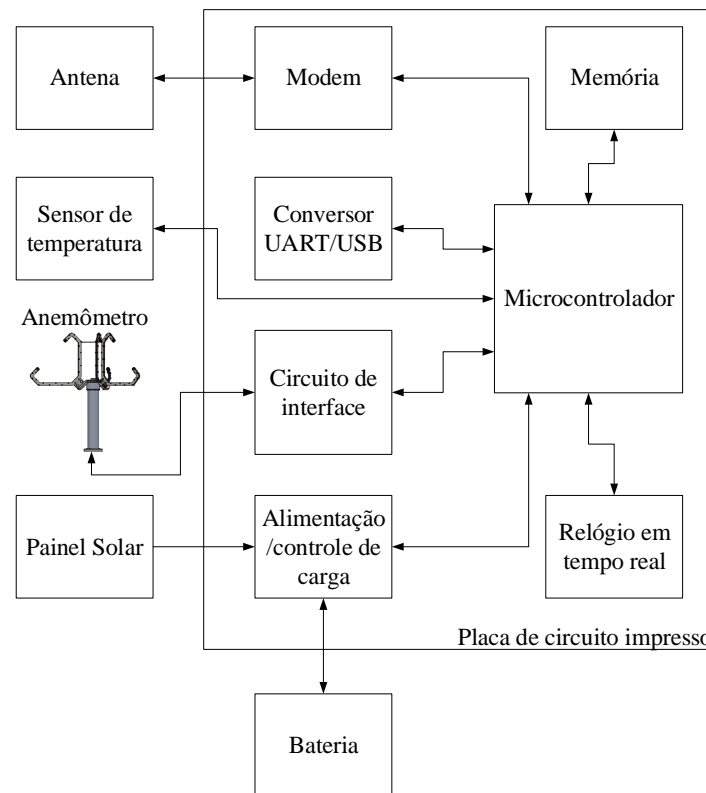 Antena
Modem
Memória
Sensor de
temperatura
Conversor
UART/USB
Microcontrolador
Anemômetro
Circuito de
interface
Painel Solar
Alimentação
/controle de
carga
Relógio em
tempo real
Placa de circuito impresso
Bateria